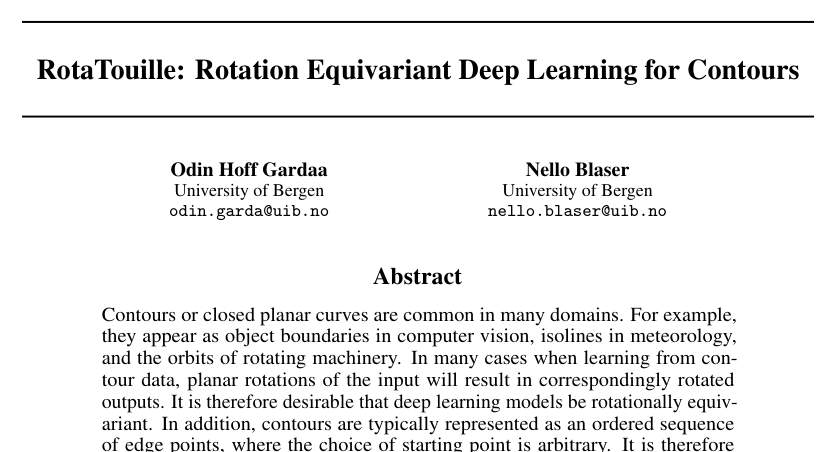 RotaTouille: Rotation Equivariant Deep Learning for Contours
Odin Hoff Gardaa
University of Bergen
odin.garda@uib.no
Nello Blaser
University of Bergen
nello.blaser@uib.no
Abstract
Contours or closed planar curves are common in many domains. For example,
they appear as object boundaries in computer vision, isolines in meteorology,
and the orbits of rotating machinery. In many cases when learning from con-
tour data, planar rotations of the input will result in correspondingly rotated
outputs. It is therefore desirable that deep learning models be rotationally equiv-
ariant. In addition, contours are typically represented as an ordered sequence
of edge points, where the choice of starting point is arbitrary. It is therefore